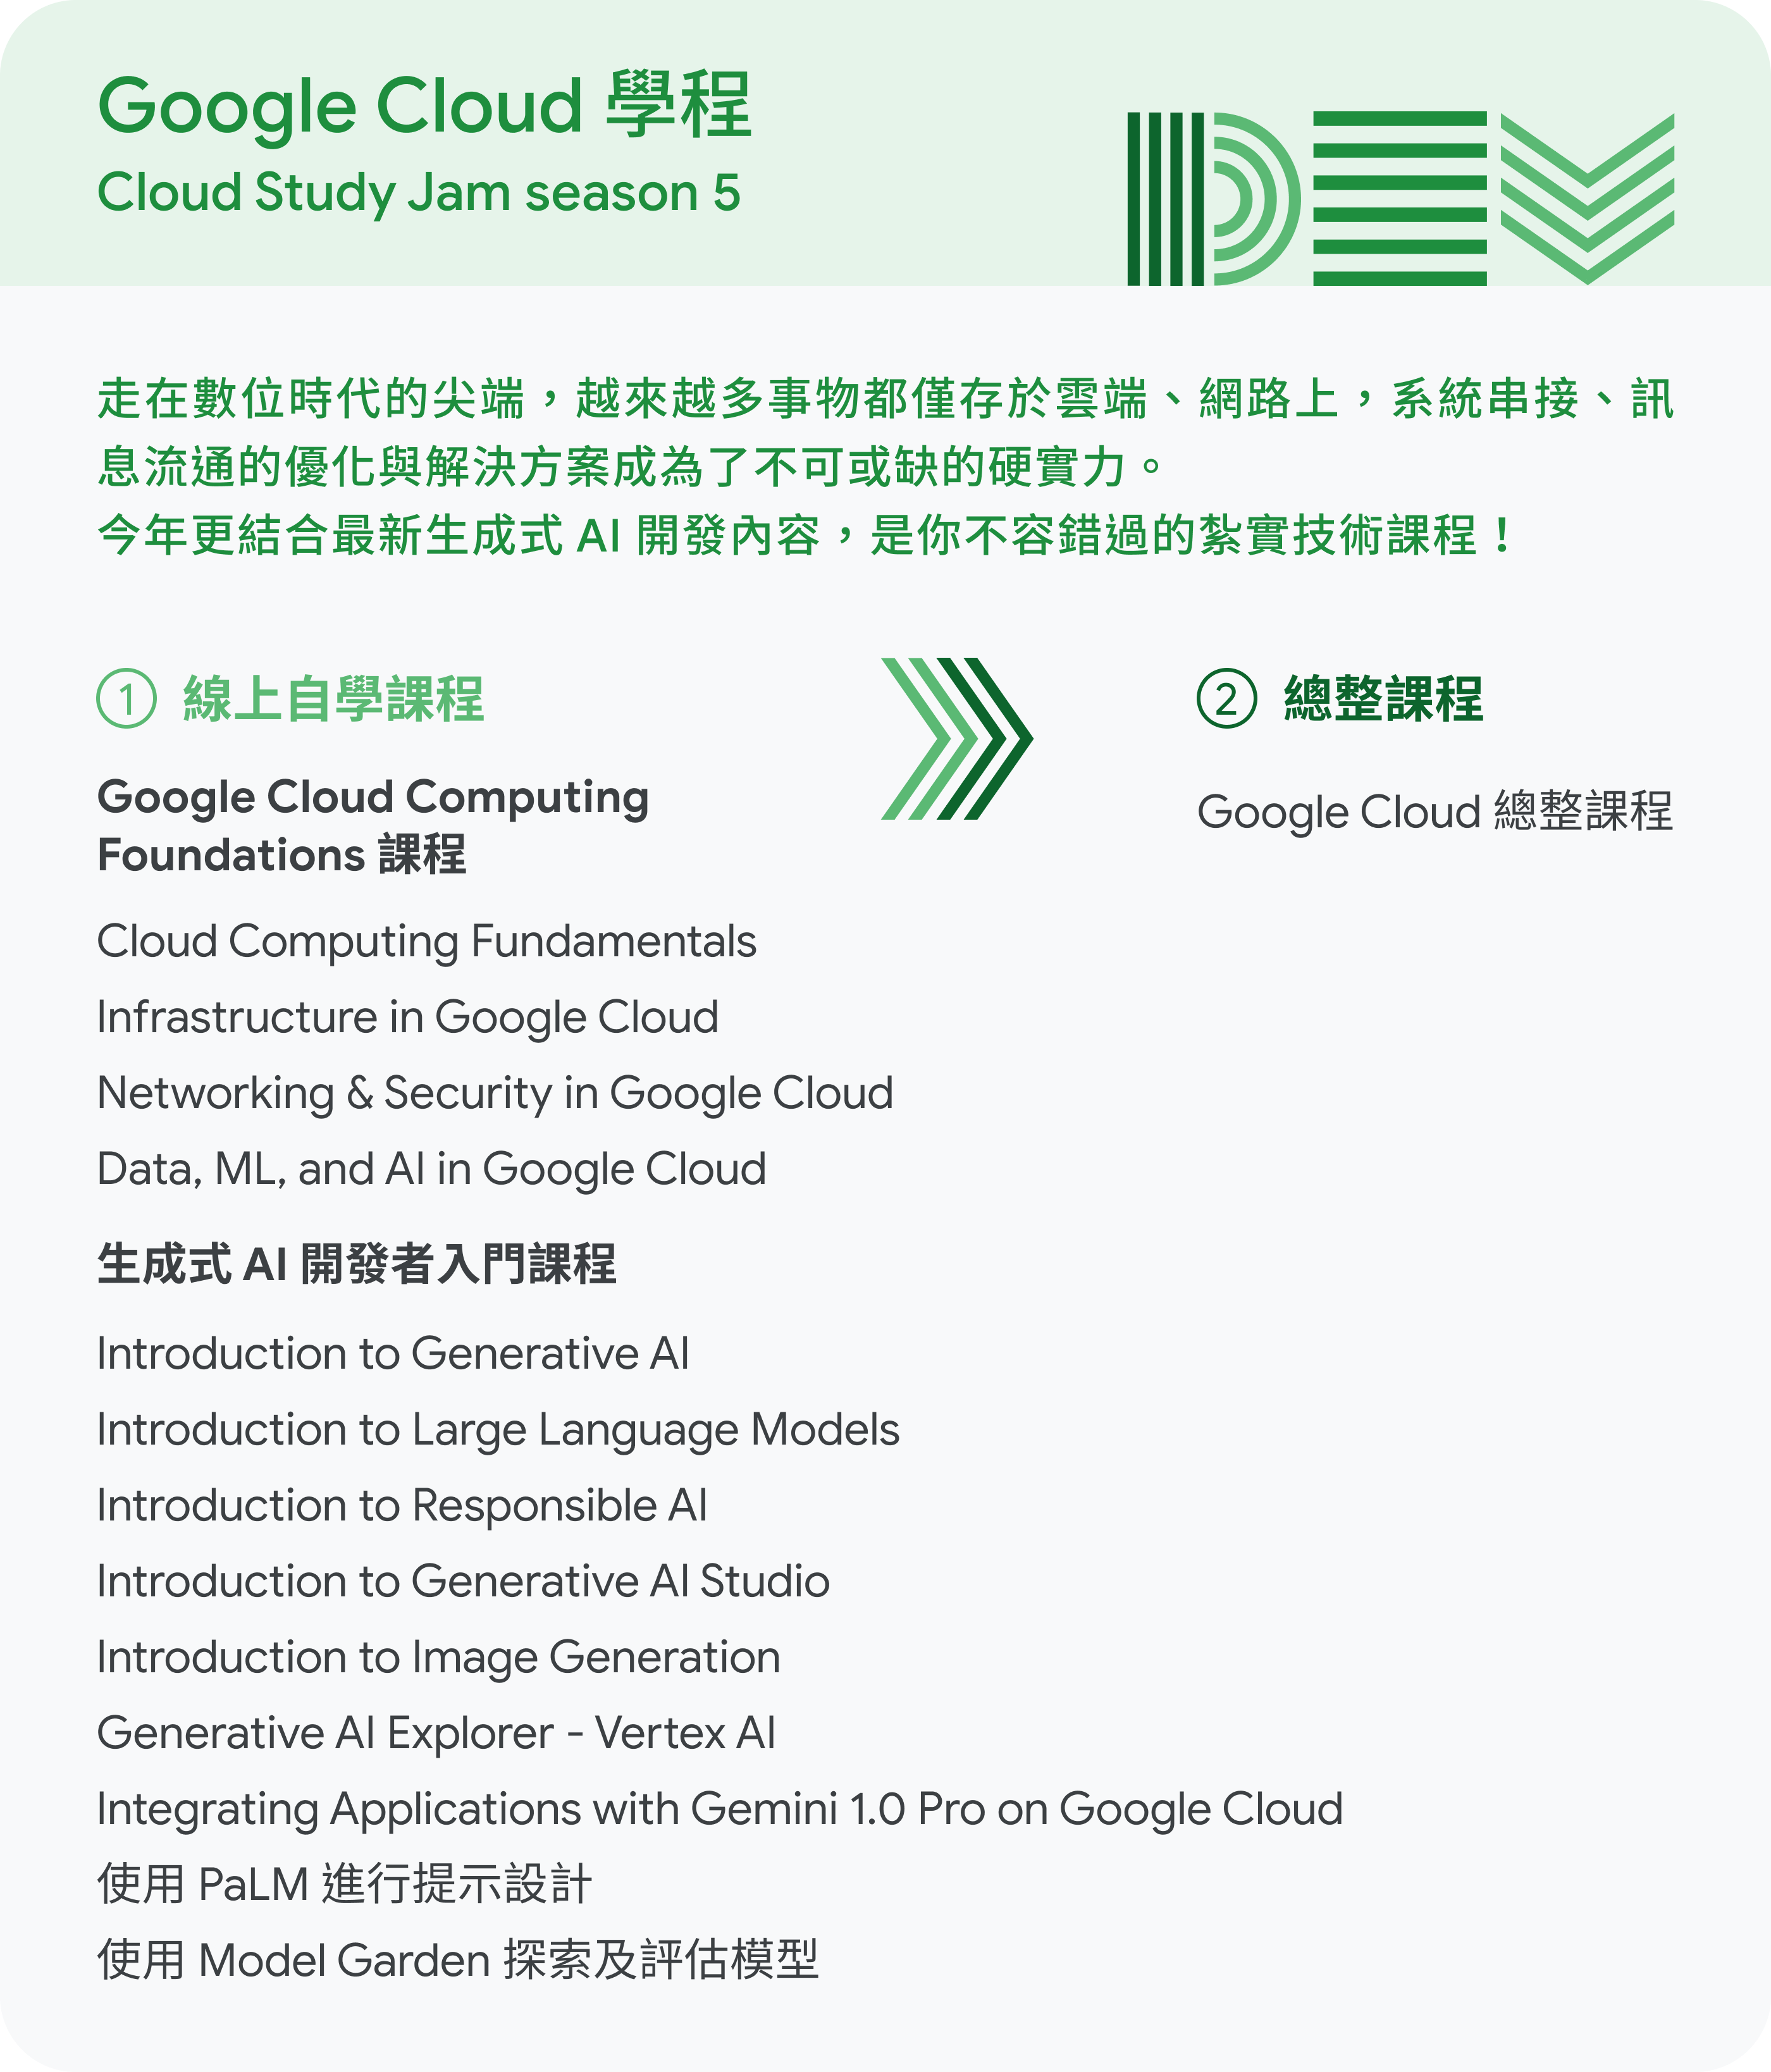 Google Cloud 學程
Cloud Study Jam season 5
DEV
走在數位時代的尖端，越來越多事物都僅存於雲端、網路上，系統串接、訊
息流通的優化與解決方案成為了不可或缺的硬實力。
今年更結合最新生成式 AI 開發內容，是你不容錯過的紮實技術課程！
1 線上自學課程
Google Cloud Computing
Foundations 課程
Cloud Computing Fundamentals
Infrastructure in Google Cloud
Networking & Security in Google Cloud
Data, ML, and AI in Google Cloud
生成式 AI 開發者入門課程
Introduction to Generative AI
Introduction to Large Language Models
Introduction to Responsible AI
Introduction to Generative AI Studio
Introduction to Image Generation
Generative AI Explorer - Vertex AI
Integrating Applications with Gemini 1.0 Pro on Google Cloud
使用 PaLM 進行提示設計
使用 Model Garden 探索及評估模型
2 總整課程
Google Cloud 總整課程